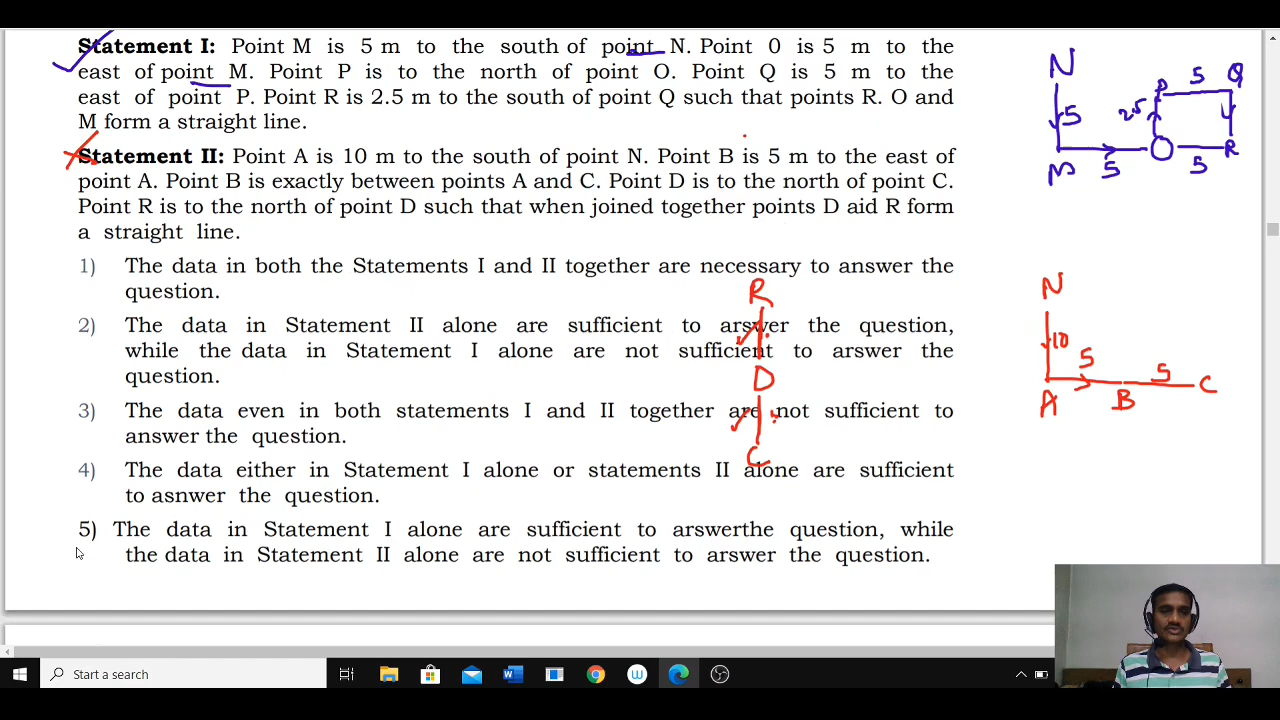 Statement I: Point M is 5 m to the south of point N. Point 0 is 5 m to the
east of point M. Point P is to the north of point O. Point Q is 5 m to the
east of point P. Point R is 2.5 m to the south of point Q such that points R. O and
M form a straight line.
Statement II: Point A is 10 m to the south of point N. Point B is 5 m to the east of
point A. Point B is exactly between points A and C. Point D is to the north of point C.
Point R is to the north of point D such that when joined together points D aid R form
a straight line.
1) The data in both the Statements I and II together are necessary to answer the
question.
2) The data in Statement II alone are sufficient to arswer the question,
while the data in Statement I alone are not sufficient to answer the
question.
3) The data even in both statements I and II together are not sufficient to
answer the question.
4) The data either in Statement I alone or statements II alone are sufficient
to asnwer the question.
5) The data in Statement I alone are sufficient to arswerthe question, while
the data in Statement II alone are not sufficient to answer the question.
R
D
C
N
P 5 Q
5 2.5
O R
M 5 5
N
10
5 5 C
A B
Start a search